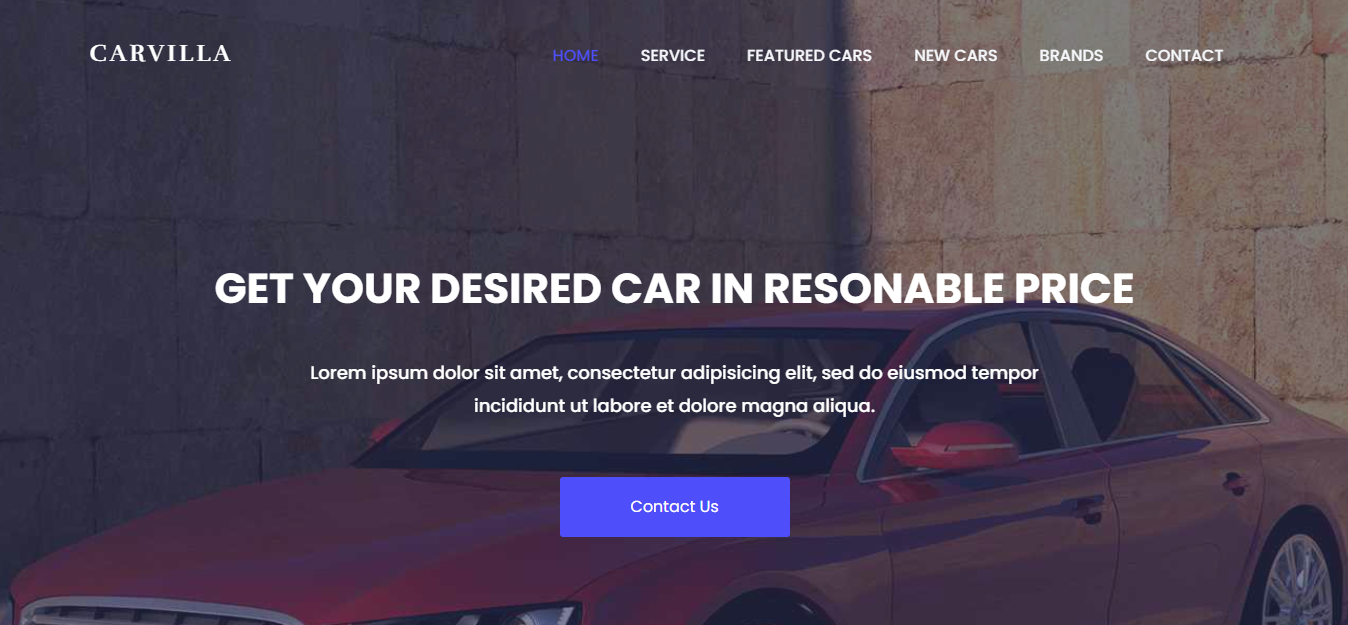 CARVILLA
HOME SERVICE FEATURED CARS NEW CARS BRANDS CONTACT
GET YOUR DESIRED CAR IN RESONABLE PRICE
Lorem ipsum dolor sit amet, consectetur adipisicing elit, sed do eiusmod tempor
incididunt ut labore et dolore magna aliqua.
Contact Us